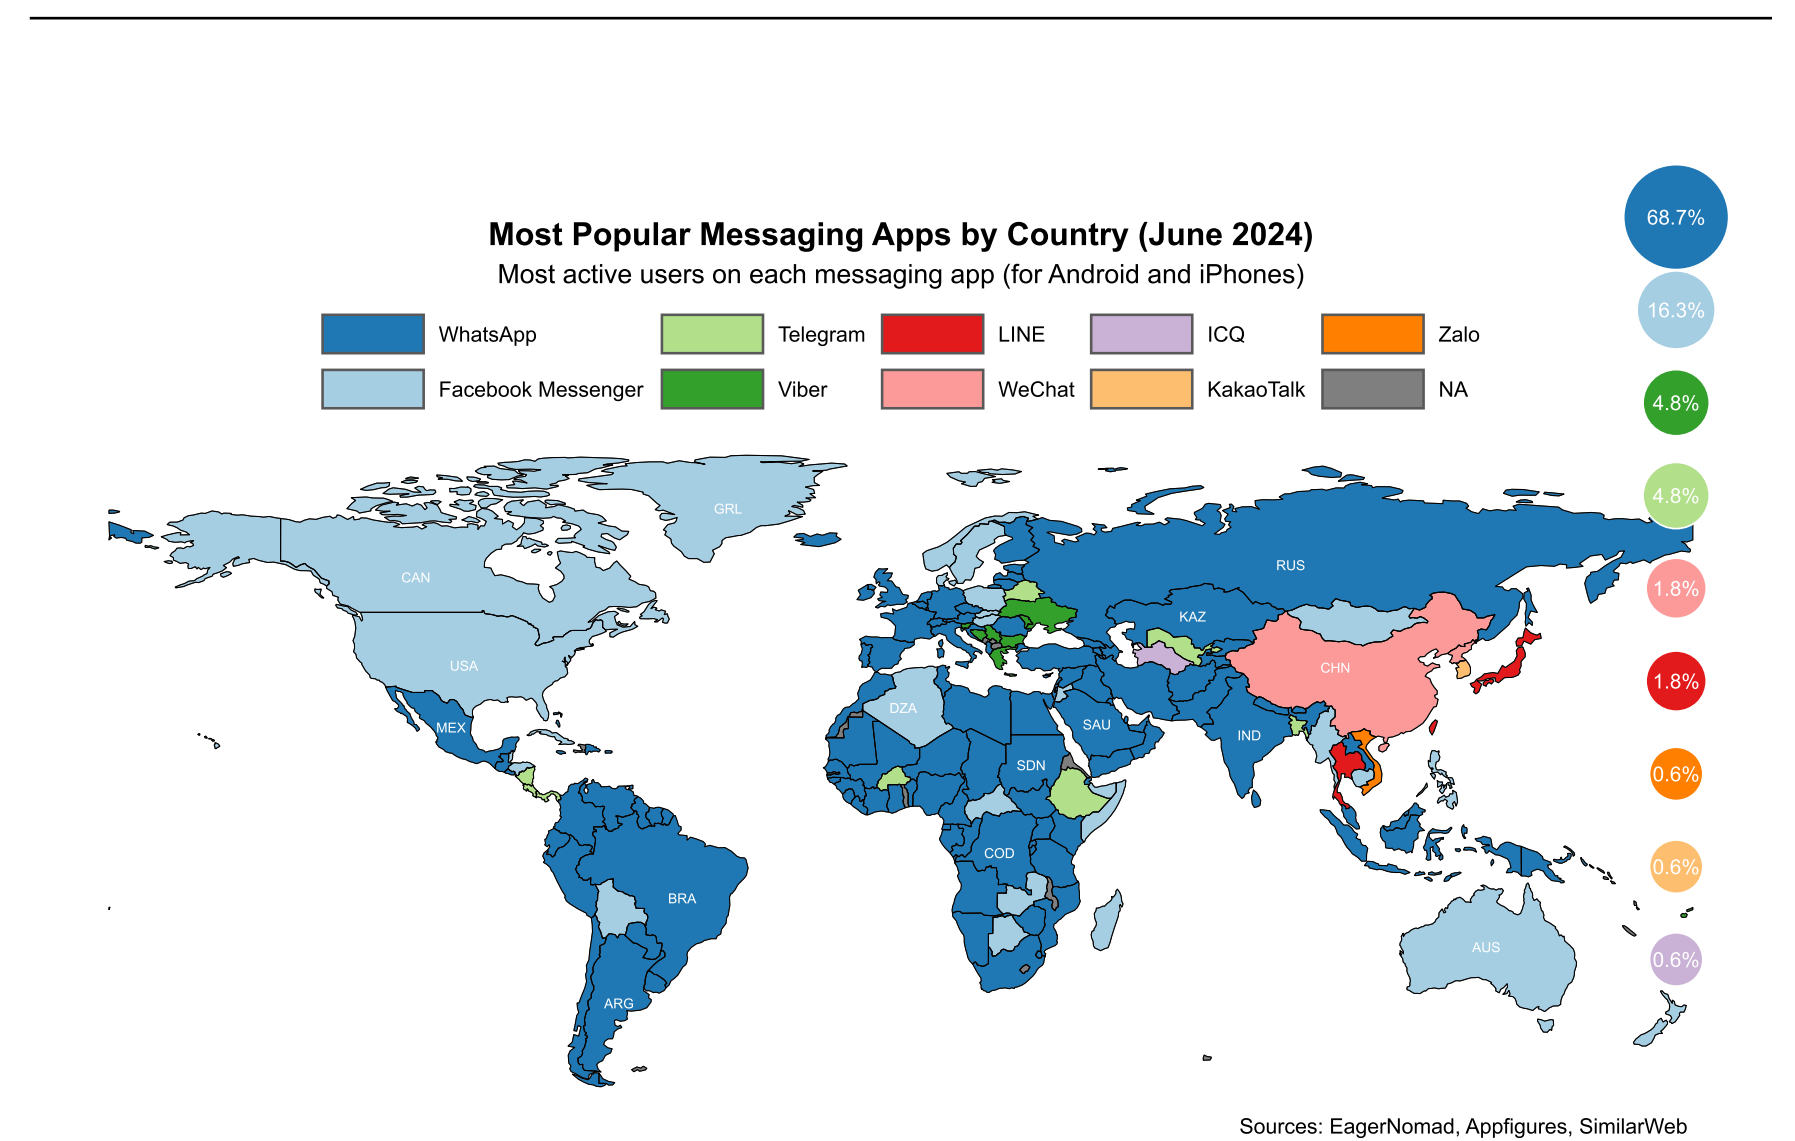 Most Popular Messaging Apps by Country (June 2024)
Most active users on each messaging app (for Android and iPhones)
WhatsApp
Telegram
LINE
ICQ
Zalo
Facebook Messenger
Viber
WeChat
KakaoTalk
NA
68.7%
16.3%
4.8%
4.8%
1.8%
1.8%
0.6%
0.6%
0.6%
GRL
CAN
RUS
KAZ
USA
CHN
DZA
MEX
SAU
IND
SDN
COD
BRA
AUS
ARG
Sources: EagerNomad, Appfigures, SimilarWeb